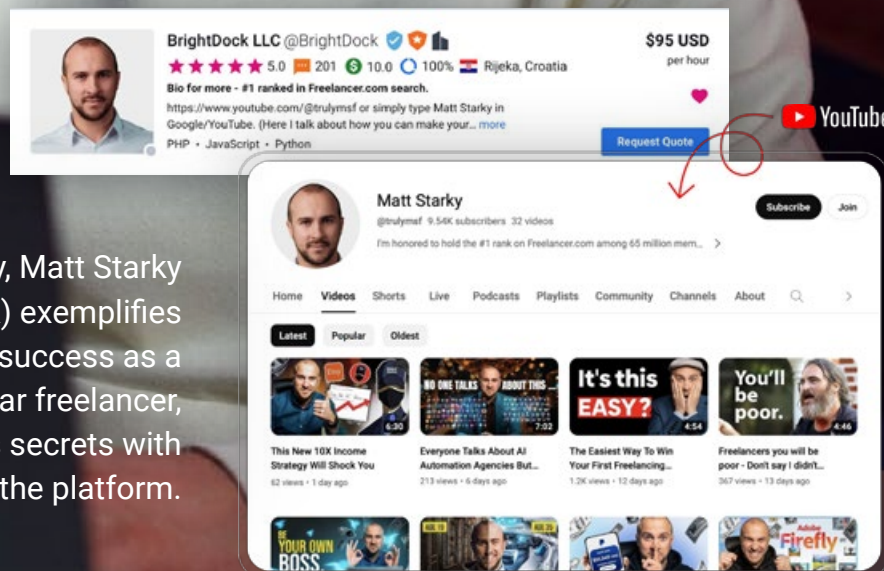 BrightDock LLC @BrightDock
$95 USD
5.0 201 10.0 100% Rijeka, Croatia
per hour
Bio for more - #1 ranked in Freelancer.com search.
https://www.youtube.com/@trulymsf or simply type Matt Starky in
Google/YouTube. (Here I talk about how you can make your... more
PHP • JavaScript • Python
Request Quote
YouTube
Matt Starky
@trulymsf 9.54K subscribers 32 videos
Subscribe
Join
I'm honored to hold the #1 rank on Freelancer.com among 65 million mem...
Matt Starky
) exemplifies
success as a
freelancer,
secrets with
the platform.
Home Videos Shorts Live Podcasts Playlists Community Channels About
Latest Popular Oldest
6:30
NO ONE TALKS ABOUT THIS ...
7:02
It's this
EASY?
4:54
You'll
be
poor.
4:46
This New 10X Income
Strategy Will Shock You
62 views • 1 day ago
Everyone Talks About AI
Automation Agencies But...
213 views • 6 days ago
The Easiest Way To Win
Your First Freelancing...
1.2K views • 12 days ago
Freelancers you will be
poor - Don't say I didn't...
367 views • 13 days ago
BE
YOUR OWN
BOSS
Adobe
Firefly